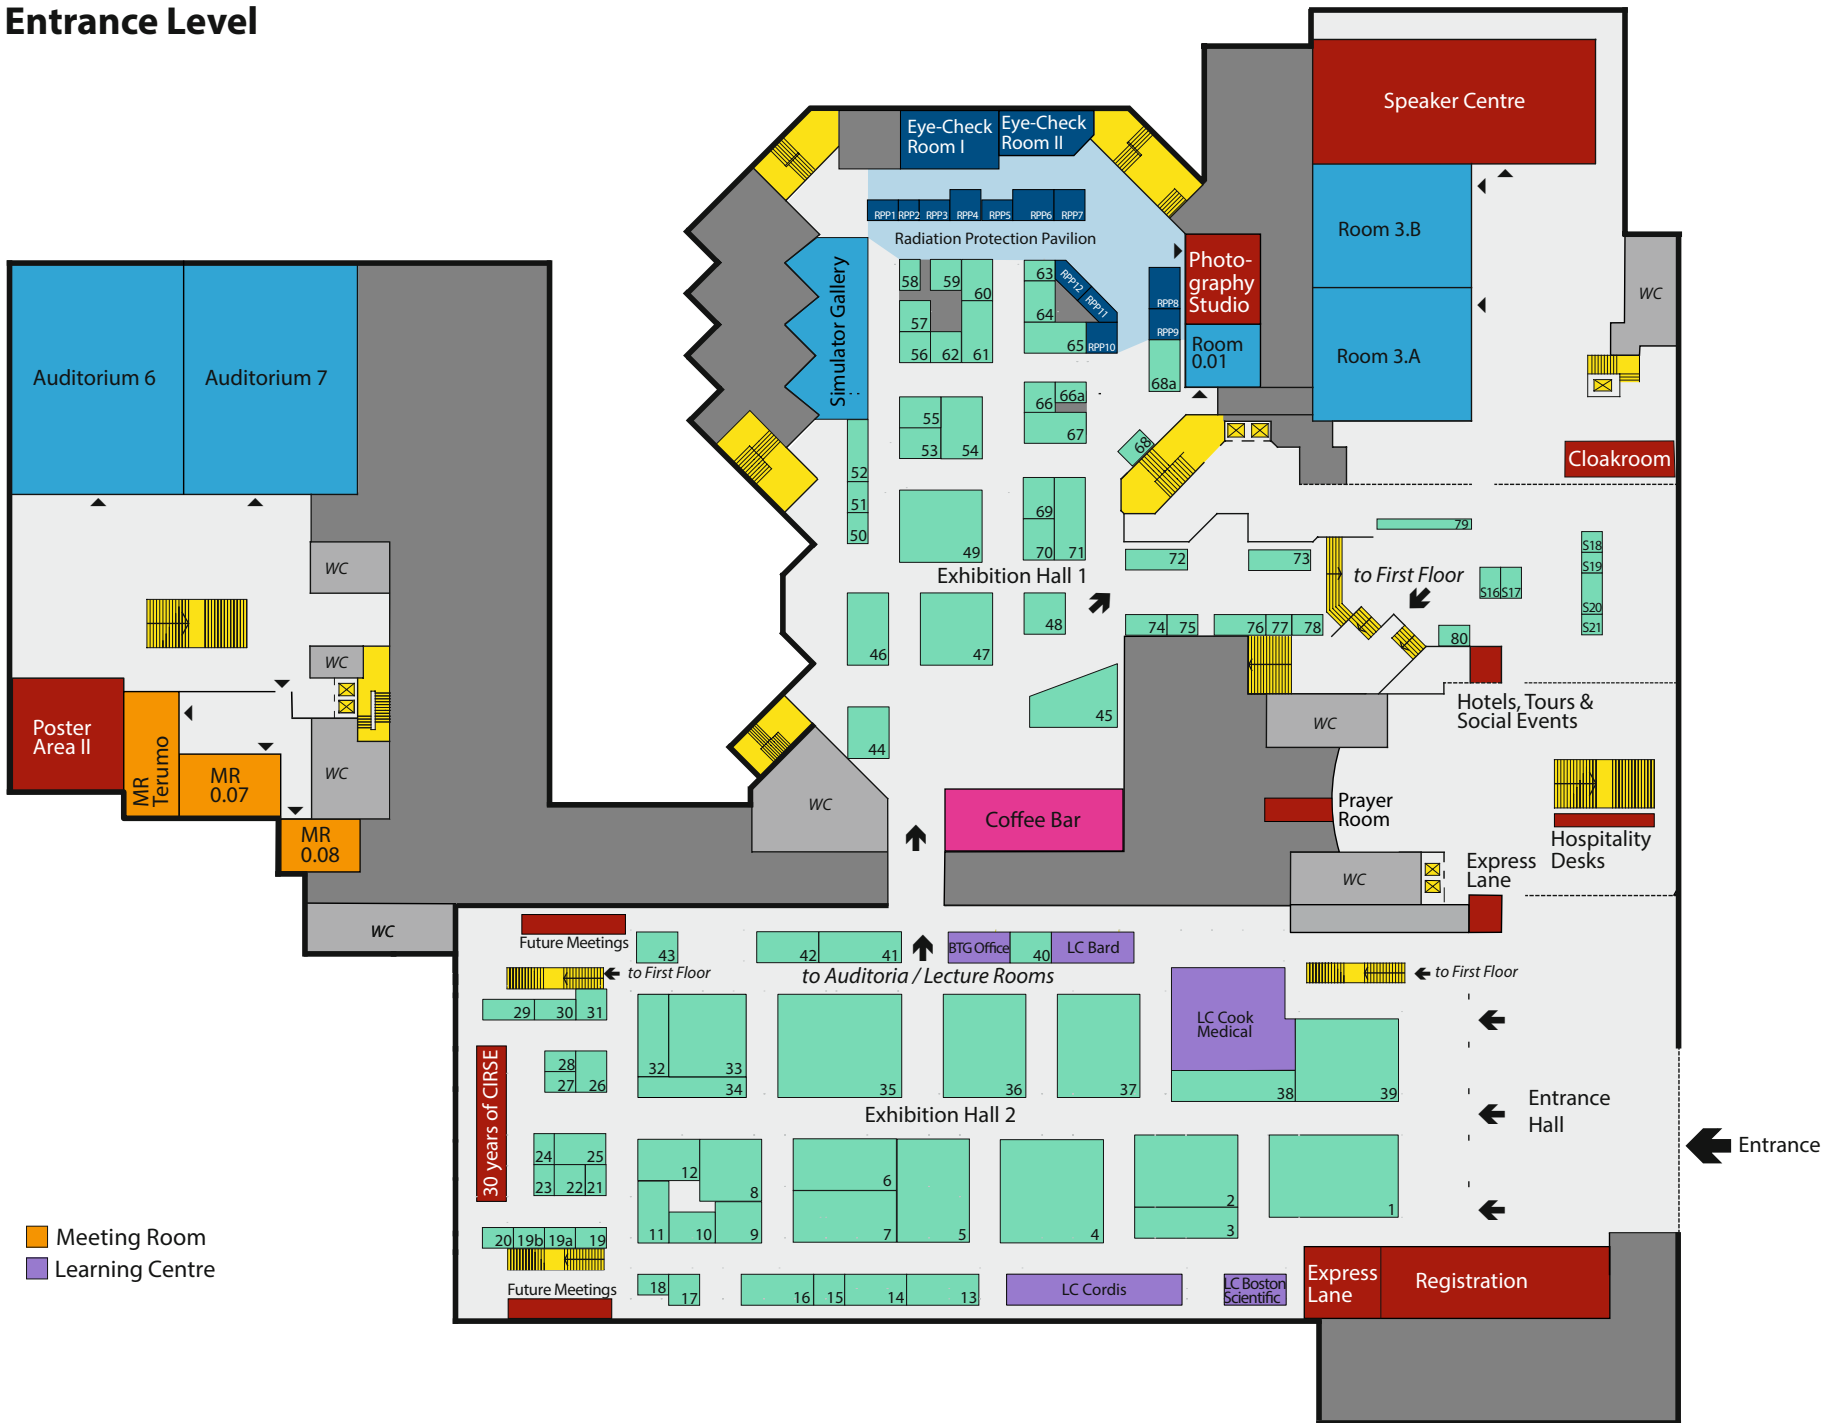 Entrance Level
Speaker Centre
Eye-Check
Room I
Eye-Check
Room II
RPP1
RPP2
RPP3
RPP4
RPP5
RPP6
RPP7
Radiation Protection Pavilion
Room 3.B
Photo-
graphy
Studio
WC
58
59
60
63
RPP12
RPP11
RPP8
64
57
RPP9
56
62
61
65
RPP10
Room
0.01
Room 3.A
Simulator Gallery
Auditorium 6
Auditorium 7
68a
66
66a
55
67
53
54
68
Cloakroom
52
51
50
69
49
70
71
79
72
73
S18
S19
Exhibition Hall 1
to First Floor
S16
S17
S20
S21
WC
48
74
75
76
77
78
80
46
47
WC
Hotels, Tours &
Social Events
45
WC
Poster
Area II
MR
Terumo
MR
0.07
WC
44
WC
Coffee Bar
Prayer
Room
MR
0.08
Hospitality
Desks
Express
Lane
WC
WC
Future Meetings
43
42
41
BTG Office
40
LC Bard
to First Floor
to Auditoria / Lecture Rooms
to First Floor
29
30
31
LC Cook
Medical
28
27
26
32
33
34
35
36
37
38
39
30 years of CIRSE
Exhibition Hall 2
Entrance
Hall
Entrance
24
25
23
22
21
12
8
6
11
10
9
7
5
4
2
3
1
20
19b
19a
19
Meeting Room
Learning Centre
Future Meetings
18
17
16
15
14
13
LC Cordis
LC Boston
Scientific
Express
Lane
Registration